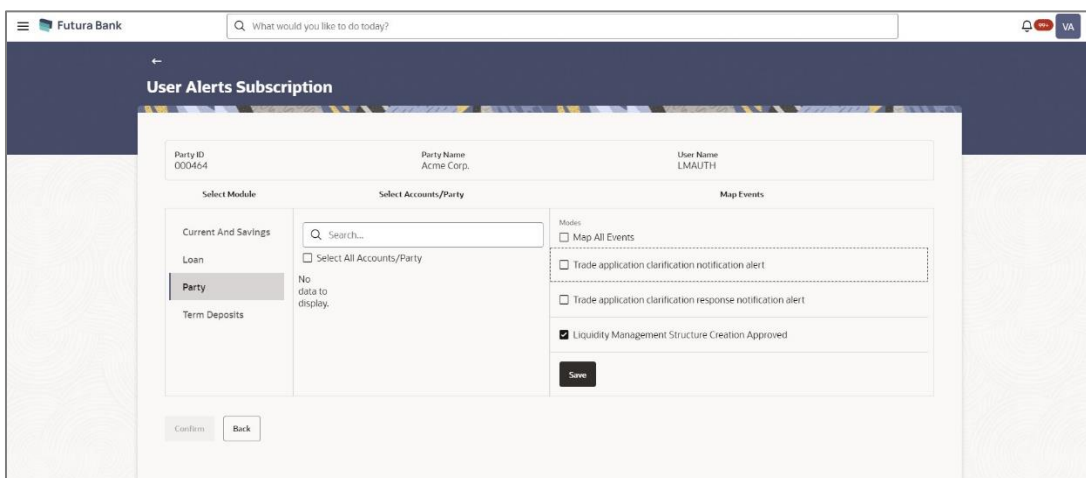 Futura Bank
What would you like to do today?
99+
VA
User Alerts Subscription
Party ID
000464
Party Name
Acme Corp.
User Name
LMAUTH
Select Module
Select Accounts/Party
Map Events
Current And Savings
Loan
Party
Term Deposits
Search...
Select All Accounts/Party
No
data to
display.
Modes
Map All Events
Trade application clarification notification alert
Trade application clarification response notification alert
Liquidity Management Structure Creation Approved
Save
Confirm
Back